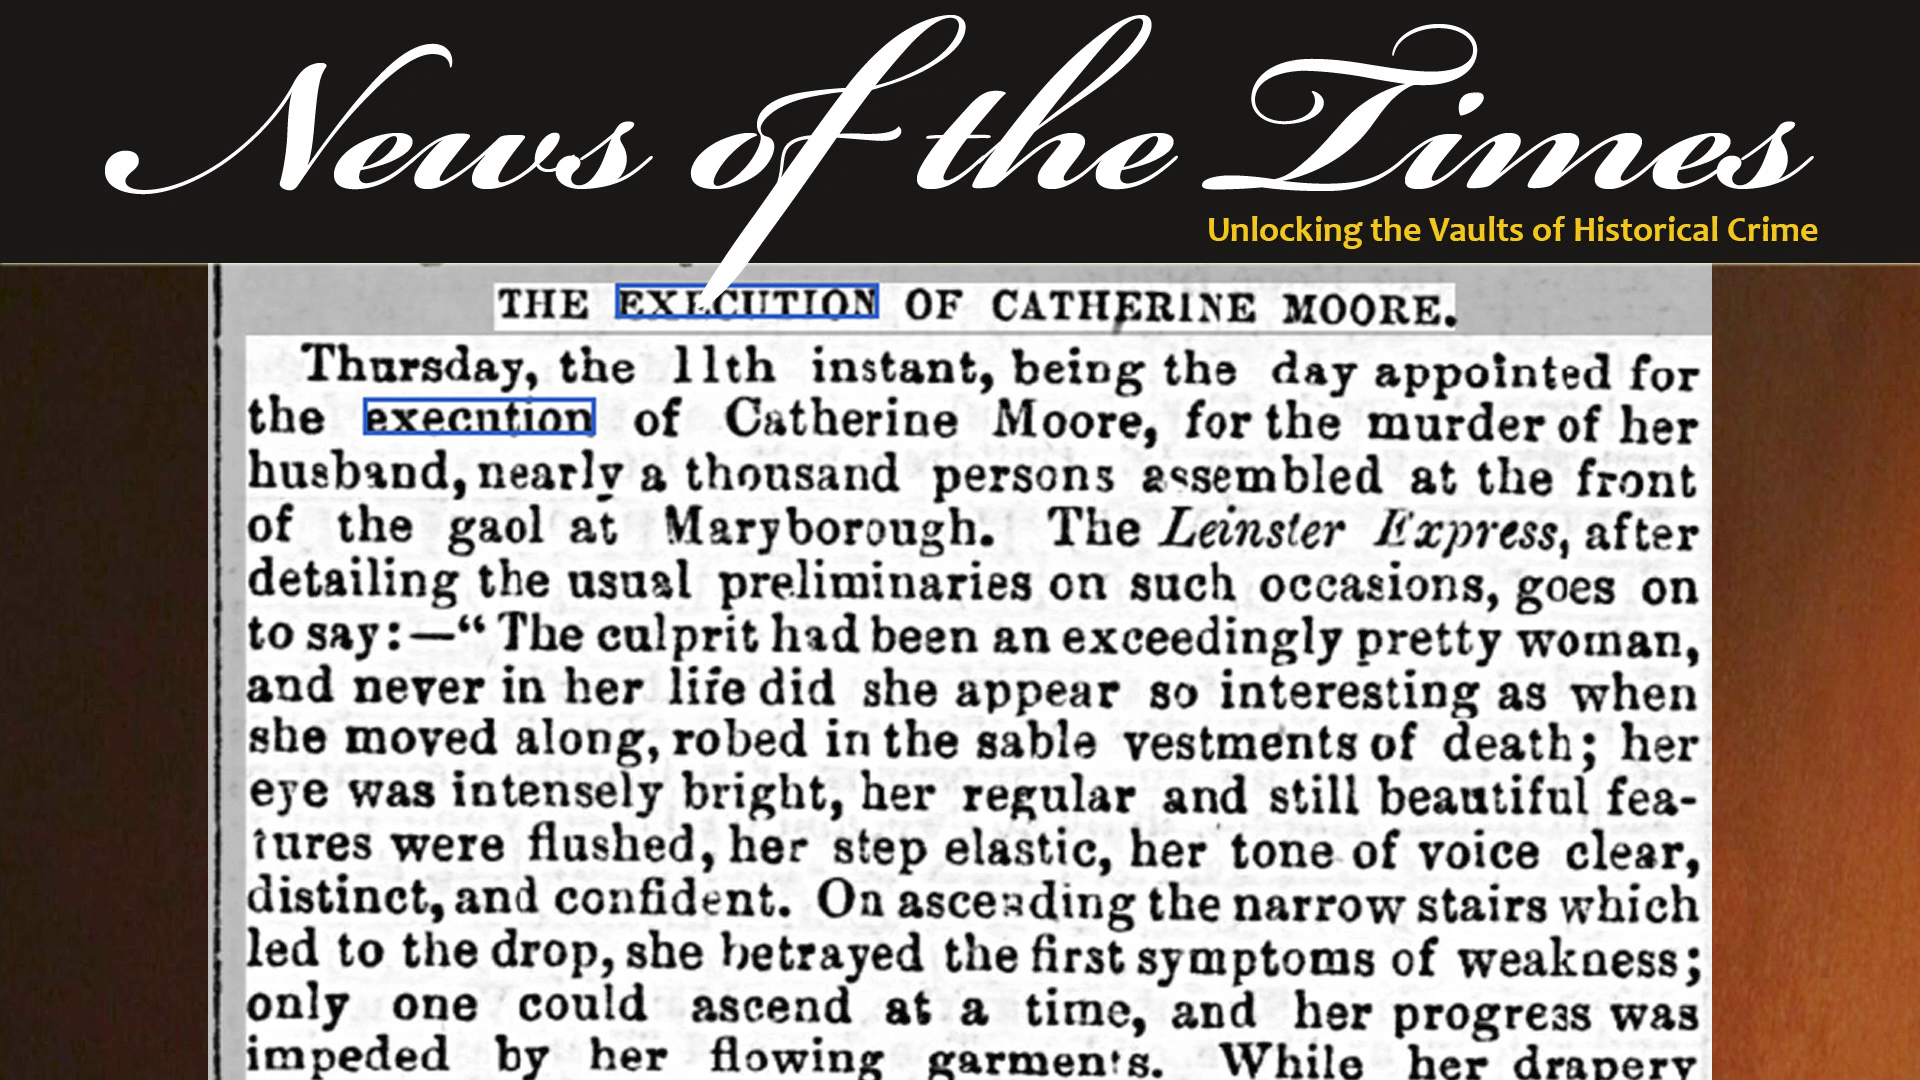 News of the Times
Unlocking the Vaults of Historical Crime
THE EXECUTION OF CATHERINE MOORE.
Thursday, the 11th instant, being the day appointed for
the execution of Catherine Moore, for the murder of her
husband, nearly a thousand persons assembled at the front
of the gaol at Maryborough. The Leinster Express, after
detailing the usual preliminaries on such occasions, goes on
to say:—“ The culprit had been an exceedingly pretty woman,
and never in her life did she appear so interesting as when
she moved along, robed in the sable vestments of death; her
eye was intensely bright, her regular and still beautiful fea-
tures were flushed, her step elastic, her tone of voice clear,
distinct, and confident. On ascending the narrow stairs which
led to the drop, she betrayed the first symptoms of weakness;
only one could ascend at a time, and her progress was
impeded by her flowing garments. While her drapery